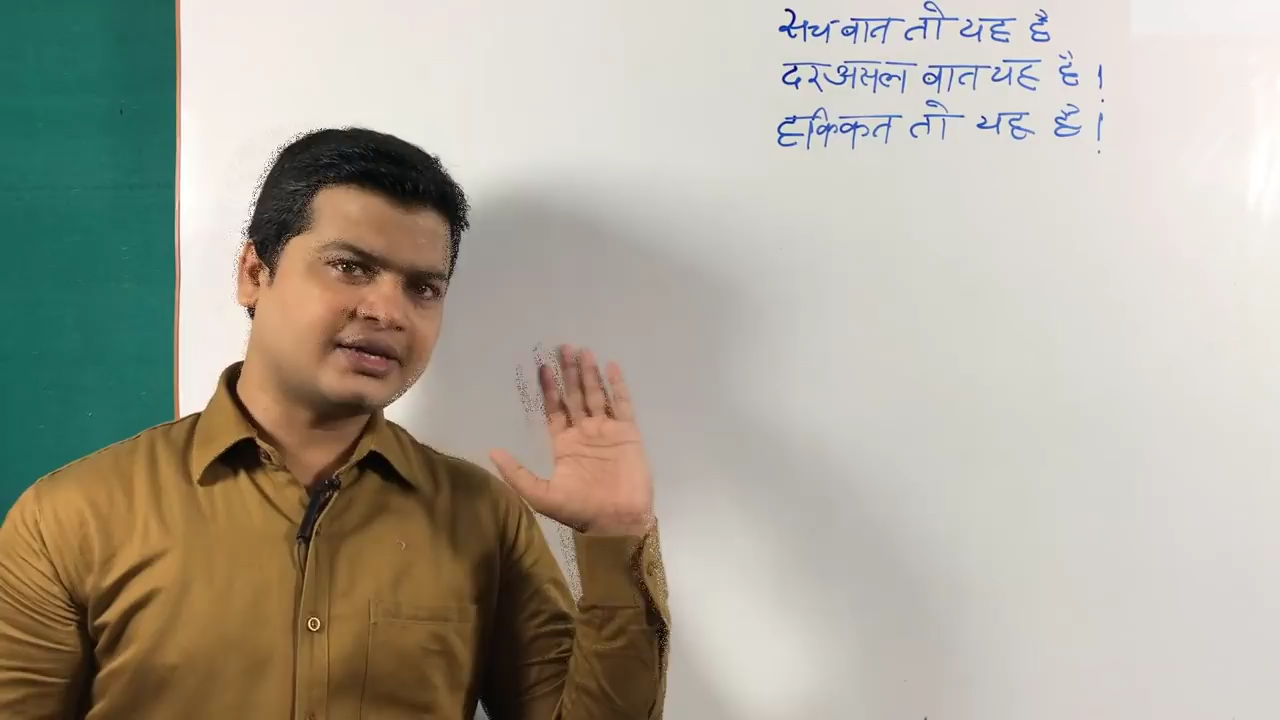 सच बात तो यह है
दरअसल बात यह है !
हकिकत तो यह है !